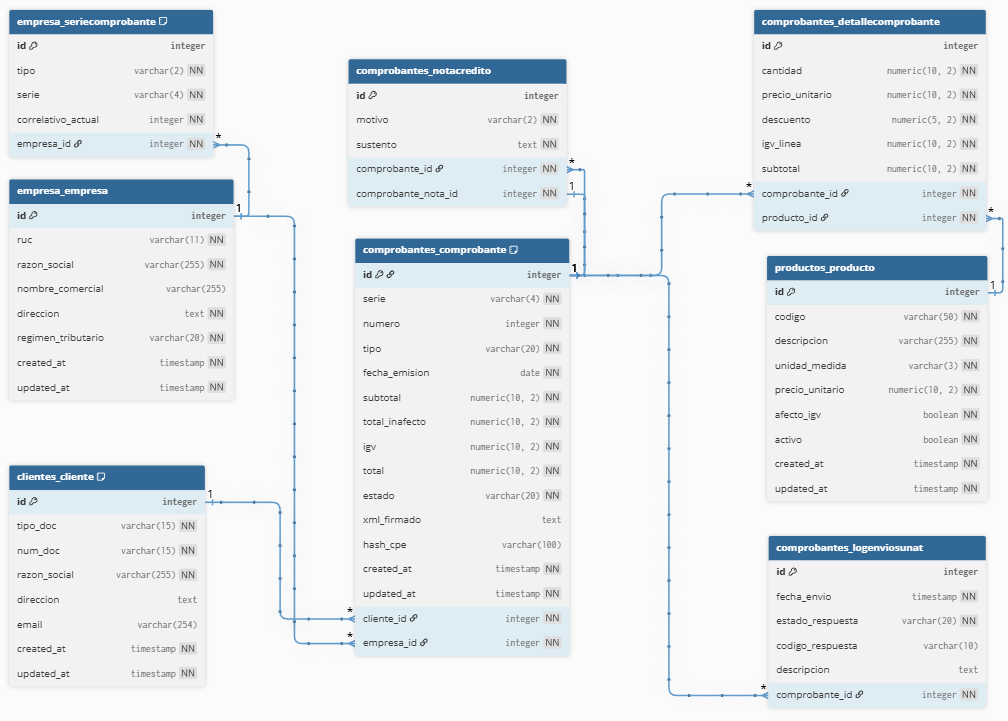 empresa_seriecomprobante
id integer
tipo varchar(2) NN
serie varchar(4) NN
correlativo_actual integer NN
empresa_id integer NN
*
empresa_empresa
id integer
1
ruc varchar(11) NN
razon_social varchar(255) NN
nombre_comercial varchar(255)
direccion text NN
regimen_tributario varchar(20) NN
created_at timestamp NN
updated_at timestamp NN
clientes_cliente
id integer
1
tipo_doc varchar(15) NN
num_doc varchar(15) NN
razon_social varchar(255) NN
direccion text
email varchar(254)
created_at timestamp NN
updated_at timestamp NN
comprobantes_notacredito
id integer
motivo varchar(2) NN
sustento text NN
comprobante_id integer NN
*
comprobante_nota_id integer NN
1
comprobantes_comprobante
id integer
1
serie varchar(4) NN
numero integer NN
tipo varchar(20) NN
fecha_emision date NN
subtotal numeric(10, 2) NN
total_inafecto numeric(10, 2) NN
igv numeric(10, 2) NN
total numeric(10, 2) NN
estado varchar(20) NN
xml_firmado text
hash_cpe varchar(100)
created_at timestamp NN
updated_at timestamp NN
*
cliente_id integer NN
*
empresa_id integer NN
comprobantes_detallecomprobante
id integer
cantidad numeric(10, 2) NN
precio_unitario numeric(10, 2) NN
descuento numeric(5, 2) NN
igv_linea numeric(10, 2) NN
subtotal numeric(10, 2) NN
*
comprobante_id integer NN
producto_id integer NN
*
productos_producto
id integer
1
codigo varchar(50) NN
descripcion varchar(255) NN
unidad_medida varchar(3) NN
precio_unitario numeric(10, 2) NN
afecto_igv boolean NN
activo boolean NN
created_at timestamp NN
updated_at timestamp NN
comprobantes_logenviosunat
id integer
fecha_envio timestamp NN
estado_respuesta varchar(20) NN
codigo_respuesta varchar(10)
descripcion text
*
comprobante_id integer NN